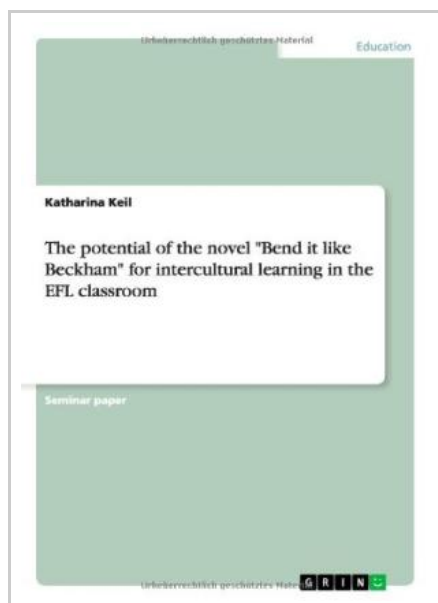 Urheberrechtlich geschütztes Material
Education
Katharina Keil
The potential of the novel "Bend it like
Beckham" for intercultural learning in the
EFL classroom
Seminar paper
Urheberrechtlich geschütztes Mate
GRIN